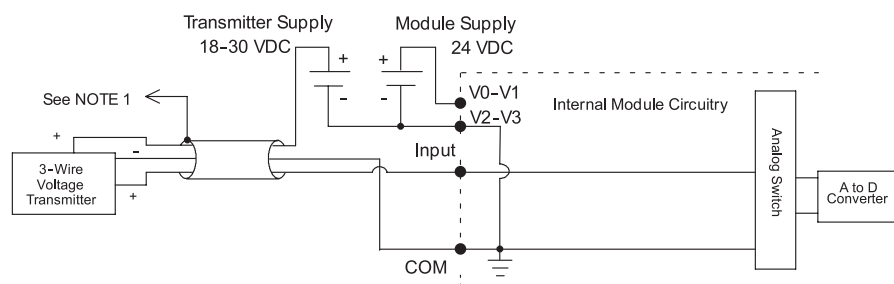 Transmitter Supply
18–30 VDC
Module Supply
24 VDC
+
-
+
-
V0–V1
V2–V3
Internal Module Circuitry
See NOTE 1
+
-
+
3-Wire
Voltage
Transmitter
Input
COM
Analog Switch
A to D
Converter